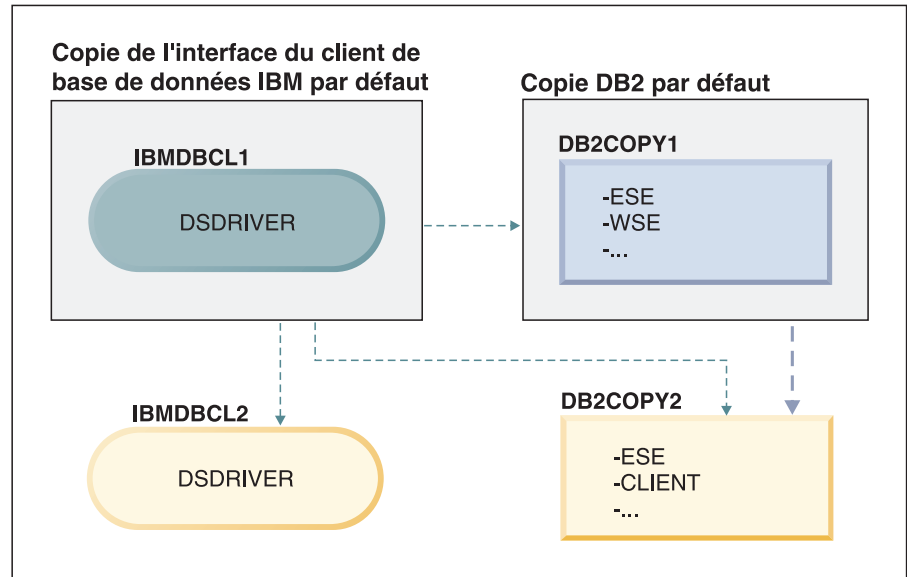 Copie de l'interface du client de
base de données IBM par défaut
Copie DB2 par défaut
IBMDBCL1
DSDRIVER
DB2COPY1
-ESE
-WSE
-...
IBMDBCL2
DSDRIVER
DB2COPY2
-ESE
-CLIENT
-...